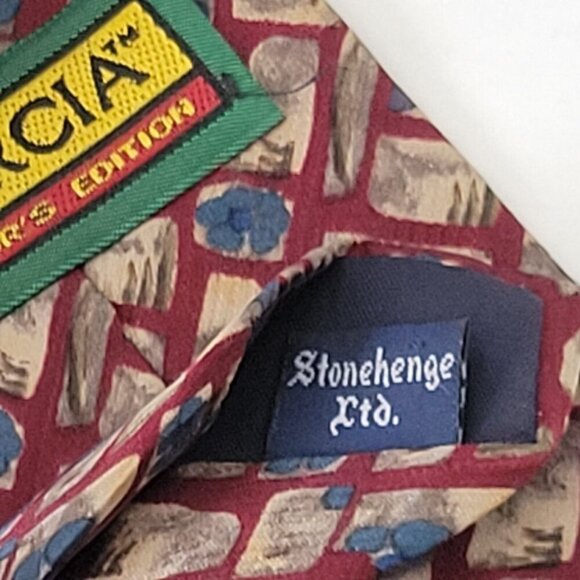 RCIA™
R'S EDITION
Stonehenge
Ltd.